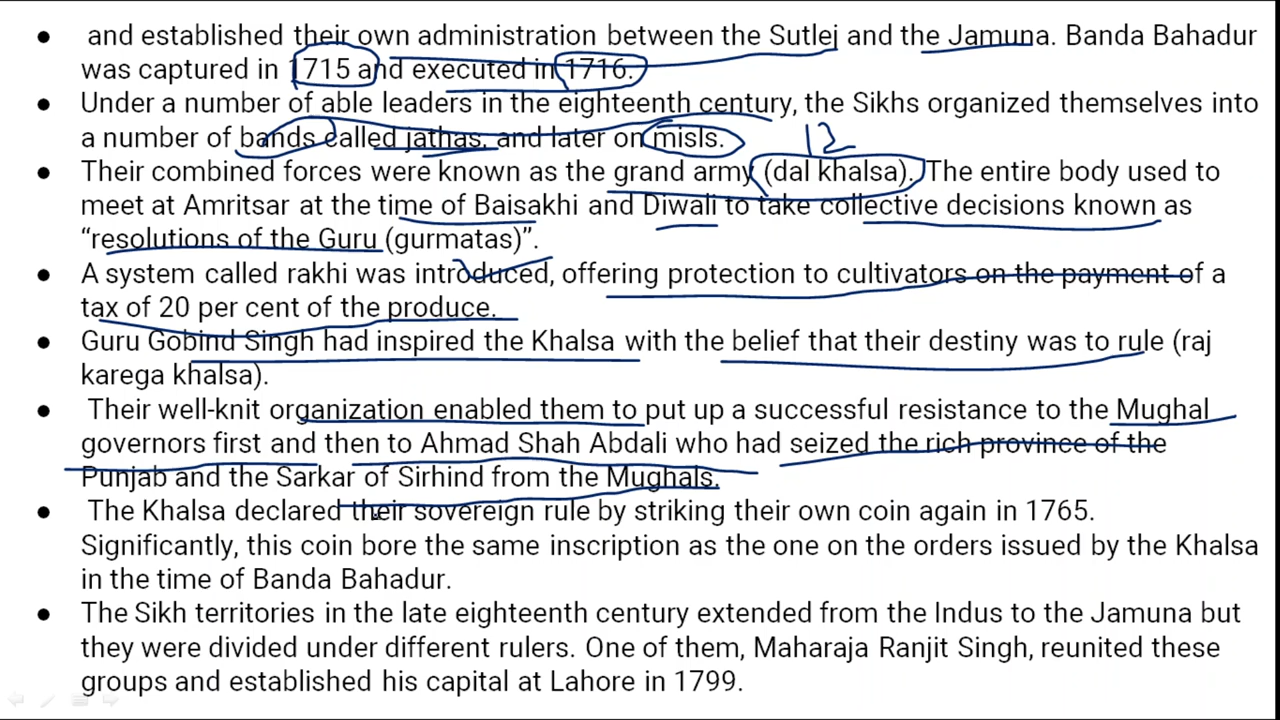 ● and established their own administration between the Sutlej and the Jamuna. Banda Bahadur
was captured in 1715 and executed in 1716.
● Under a number of able leaders in the eighteenth century, the Sikhs organized themselves into
a number of bands called jathas, and later on misls.
12
● Their combined forces were known as the grand army (dal khalsa). The entire body used to
meet at Amritsar at the time of Baisakhi and Diwali to take collective decisions known as
“resolutions of the Guru (gurmatas)”.
● A system called rakhi was introduced, offering protection to cultivators on the payment of a
tax of 20 per cent of the produce.
● Guru Gobind Singh had inspired the Khalsa with the belief that their destiny was to rule (raj
karega khalsa).
● Their well-knit organization enabled them to put up a successful resistance to the Mughal
governors first and then to Ahmad Shah Abdali who had seized the rich province of the
Punjab and the Sarkar of Sirhind from the Mughals.
● The Khalsa declared their sovereign rule by striking their own coin again in 1765.
Significantly, this coin bore the same inscription as the one on the orders issued by the Khalsa
in the time of Banda Bahadur.
● The Sikh territories in the late eighteenth century extended from the Indus to the Jamuna but
they were divided under different rulers. One of them, Maharaja Ranjit Singh, reunited these
groups and established his capital at Lahore in 1799.